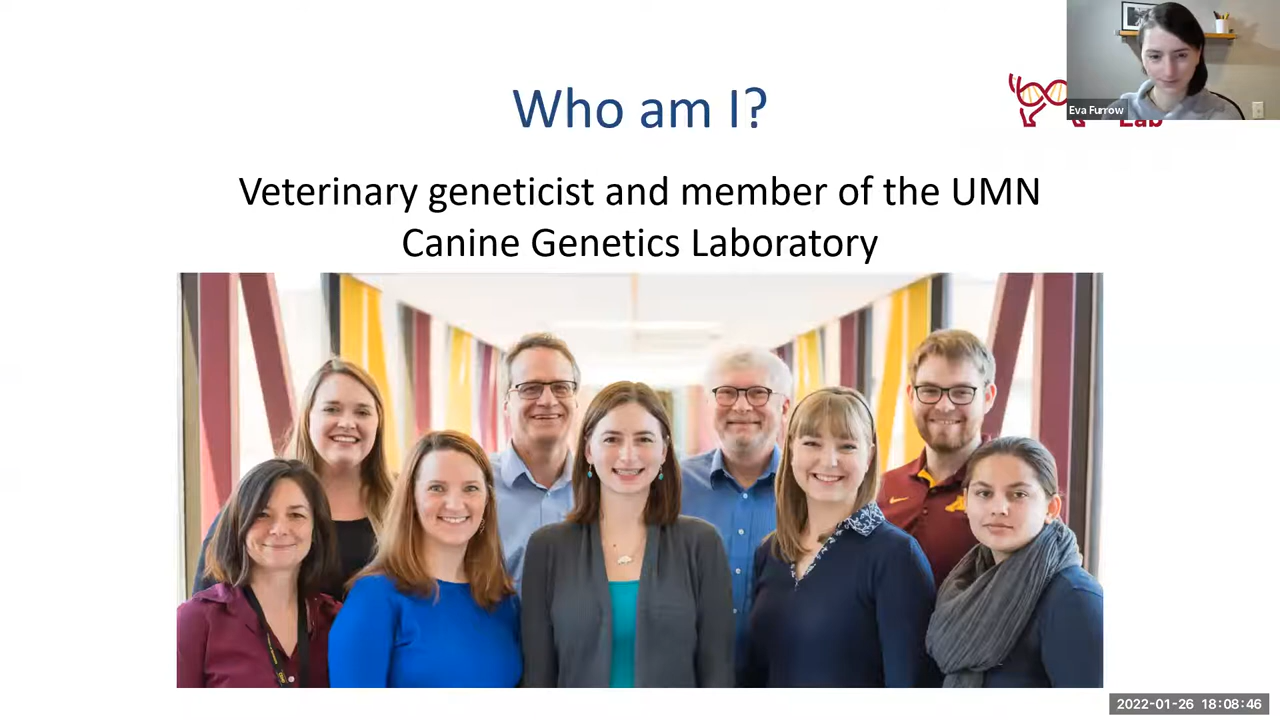 Who am I?
Eva Furrow
Lab
Veterinary geneticist and member of the UMN
Canine Genetics Laboratory
2022-01-26 18:08:46